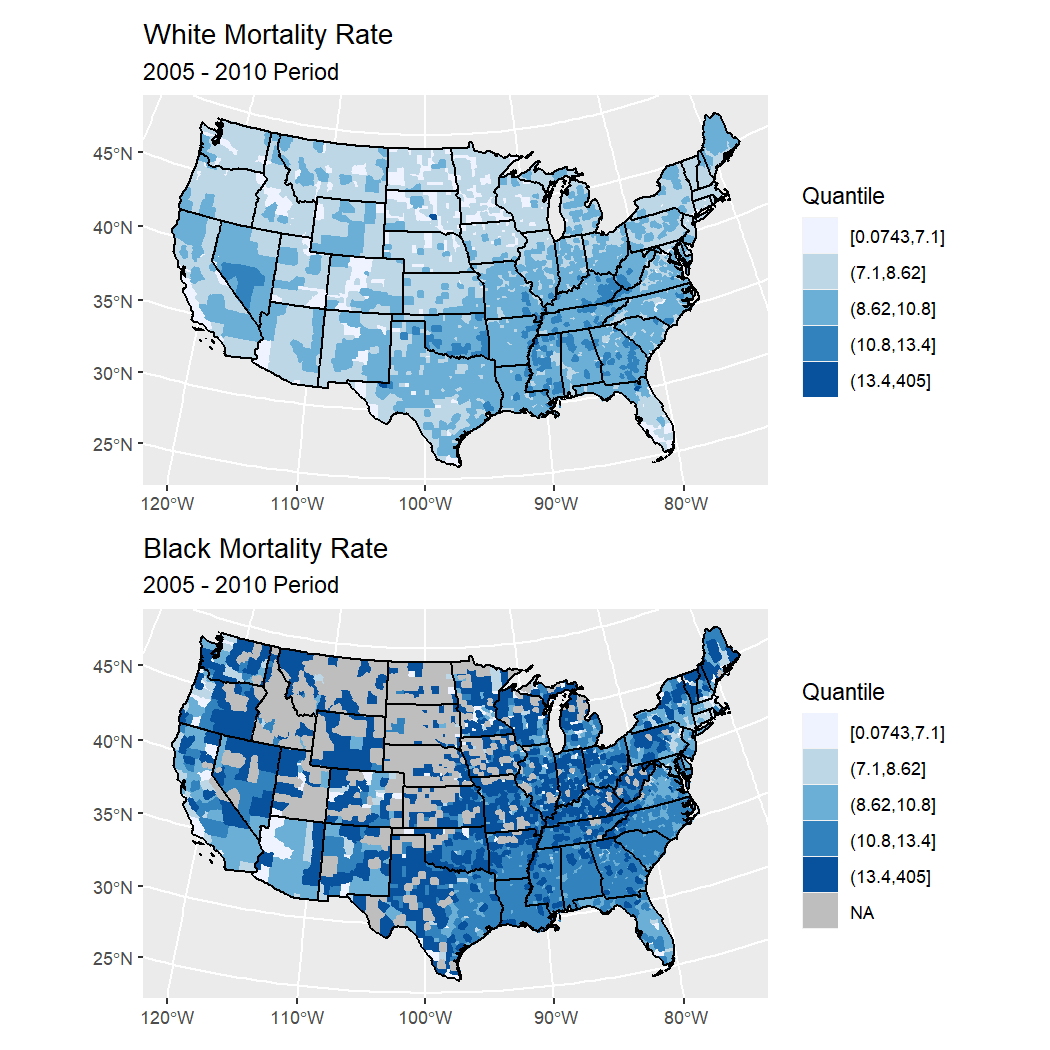 White Mortality Rate
2005 - 2010 Period
45°N
40°N
35°N
30°N
25°N
120°W
110°W
100°W
90°W
80°W
Quantile
[0.0743,7.1]
(7.1,8.62]
(8.62,10.8]
(10.8,13.4]
(13.4,405]
Black Mortality Rate
2005 - 2010 Period
45°N
40°N
35°N
30°N
25°N
120°W
110°W
100°W
90°W
80°W
Quantile
[0.0743,7.1]
(7.1,8.62]
(8.62,10.8]
(10.8,13.4]
(13.4,405]
NA